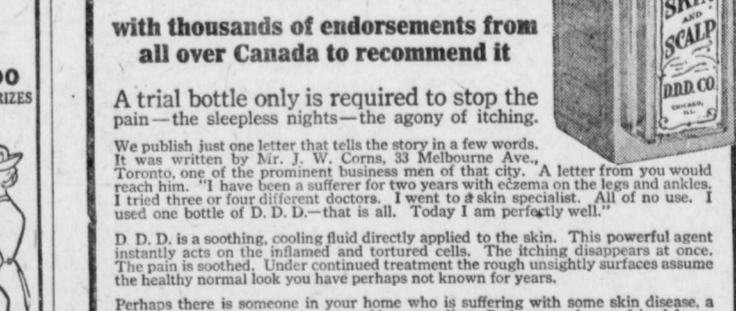 with thousands of endorsements from
all over Canada to recommend it
A trial bottle only is required to stop the
pain—the sleepless nights—the agony of itching.
We publish just one letter that tells the story in a few words.
It was written by Mr. J. W. Corns, 33 Melbourne Ave.,
Toronto, one of the prominent business men of that city. A letter from you would
reach him. "I have been a sufferer for two years with eczema on the legs and ankles.
I tried three or four different doctors. I went to a skin specialist. All of no use. I
used one bottle of D. D. D.—that is all. Today I am perfectly well."
D. D. D. is a soothing, cooling fluid directly applied to the skin. This powerful agent
instantly acts on the inflamed and tortured cells. The itching disappears at once.
The pain is soothed. Under continued treatment the rough unsightly surfaces assume
the healthy normal look you have perhaps not known for years.
Perhaps there is someone in your home who is suffering with some skin disease, a
SKIN
AND
SCALP
D.D.D. CO.
CHICAGO,
ILL.